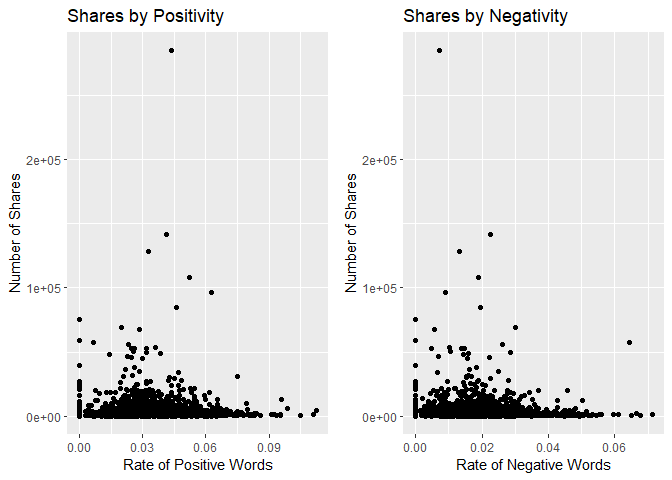 Shares by Positivity
Number of Shares
2e+05
1e+05
0e+00
0.00 0.03 0.06 0.09
Rate of Positive Words
Shares by Negativity
Number of Shares
2e+05
1e+05
0e+00
0.00 0.02 0.04 0.06
Rate of Negative Words